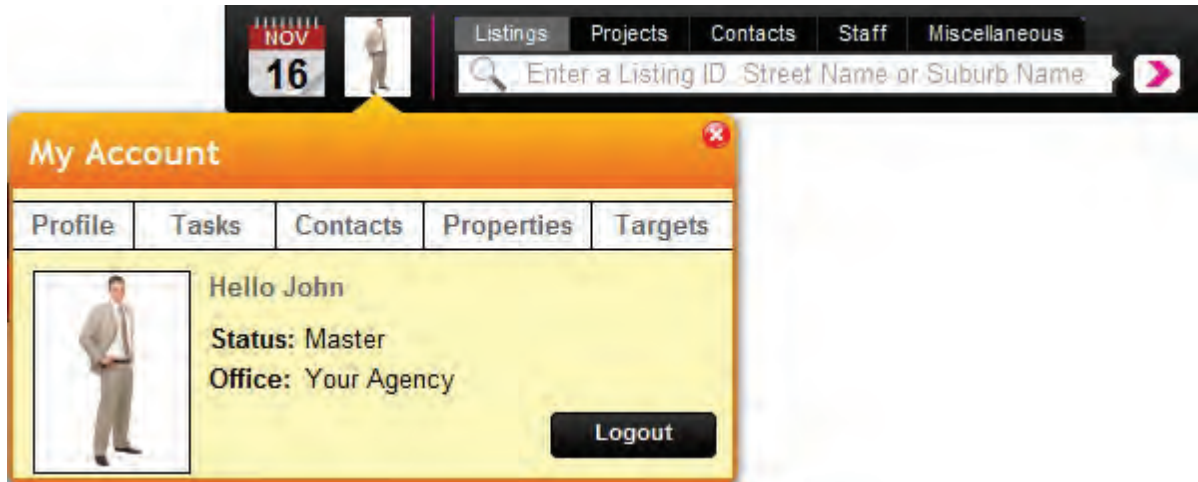 NOV
16
Listings Projects Contacts Staff Miscellaneous
Enter a Listing ID Street Name or Suburb Name
My Account
Profile Tasks Contacts Properties Targets
Hello John
Status: Master
Office: Your Agency
Logout